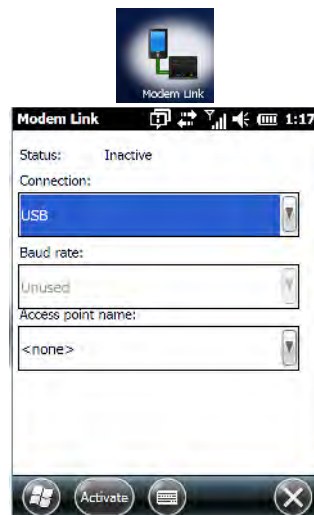 Modem Link
Modem Link 1:17
Status: Inactive
Connection:
USB
Baud rate:
Unused
Access point name:
<none>
Activate